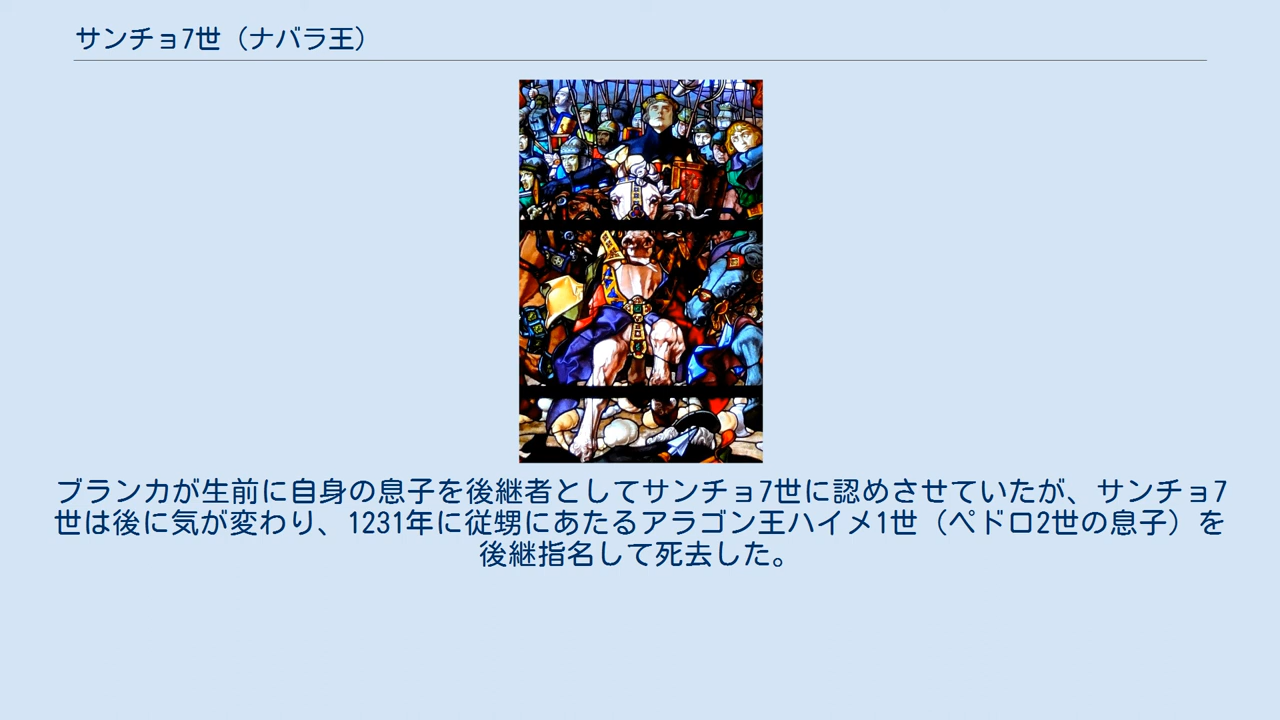 サンチョ7世（ナバラ王）
ブランカが生前に自身の息子を後継者としてサンチョ7世に認めさせていたが、サンチョ7
世は後に気が変わり、1231年に従甥にあたるアラゴン王ハイメ1世（ペドロ2世の息子）を
後継指名して死去した。